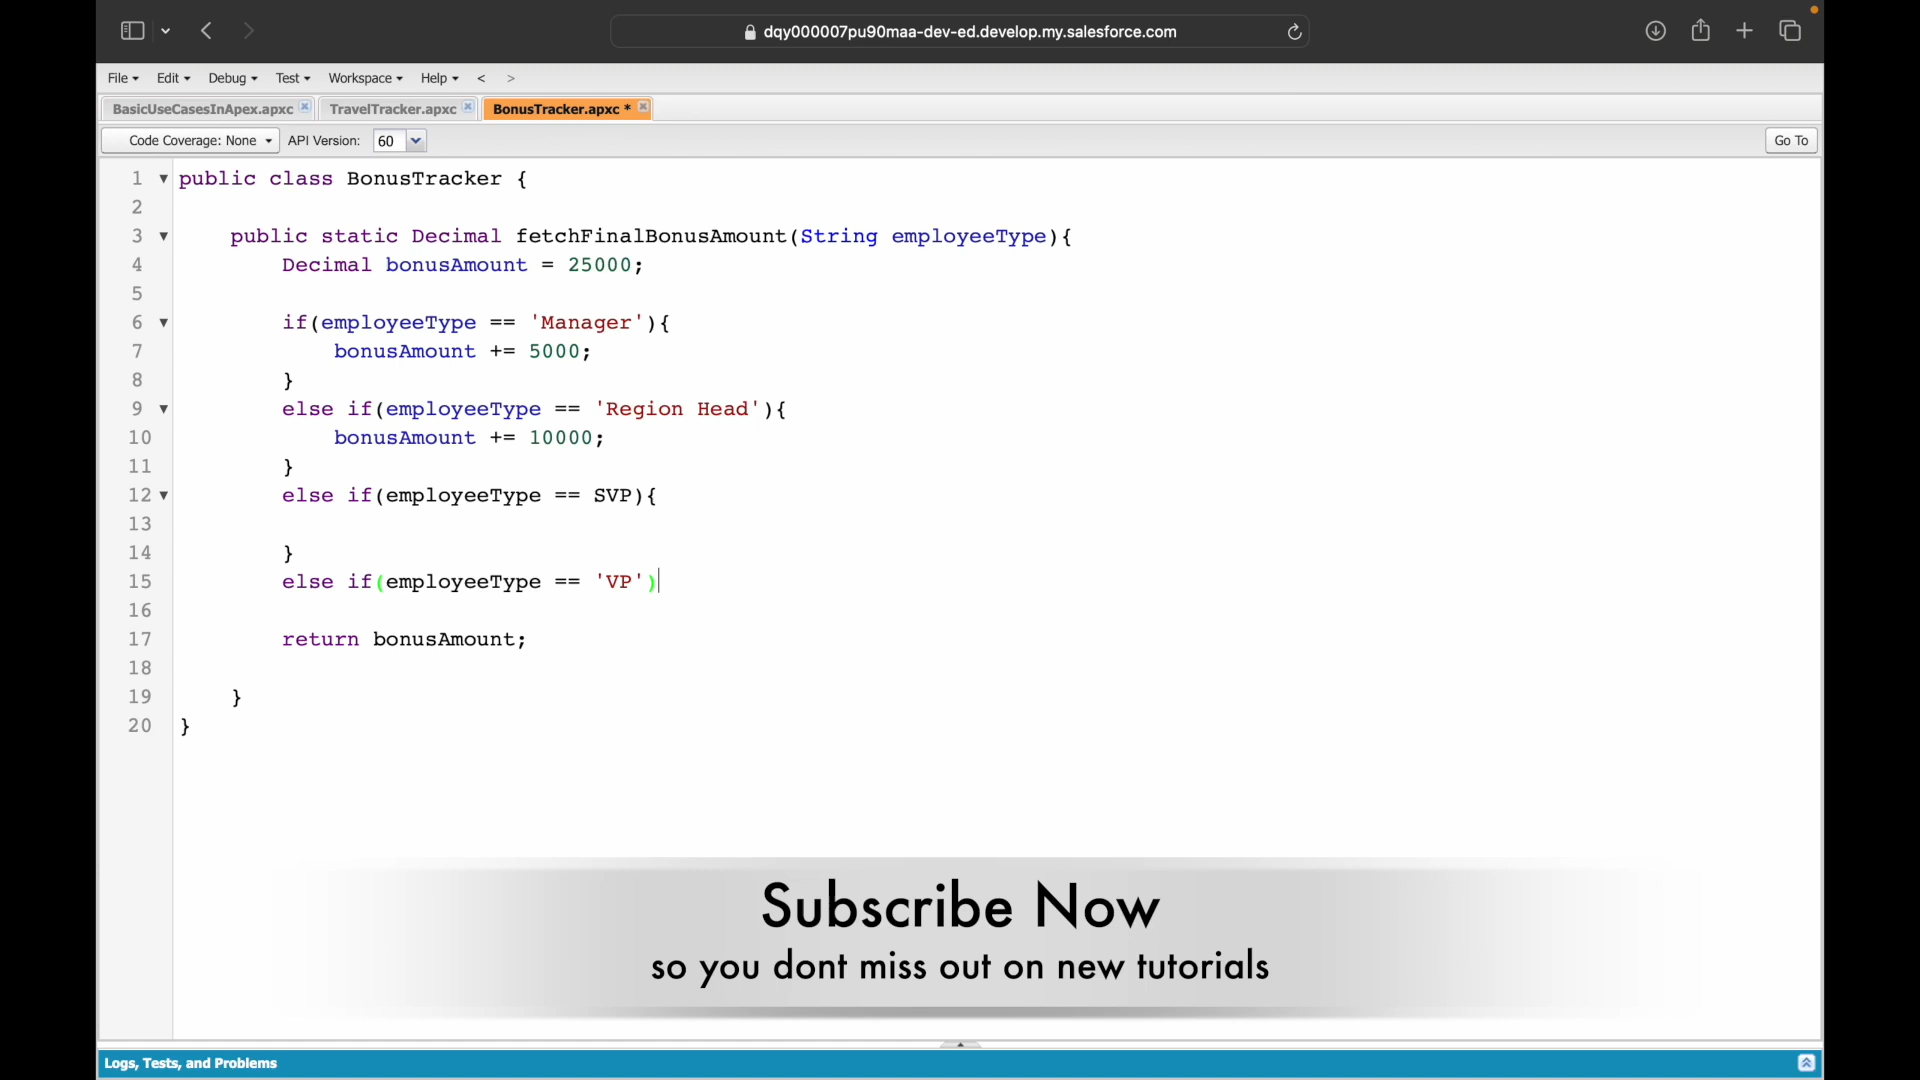 dqy000007pu90maa-dev-ed.develop.my.salesforce.com
File Edit Debug Test Workspace Help < >
BasicUseCasesInApex.apxc TravelTracker.apxc BonusTracker.apxc *
Code Coverage: None API Version: 60 Go To
1 public class BonusTracker {
2
3 public static Decimal fetchFinalBonusAmount(String employeeType){
4 Decimal bonusAmount = 25000;
5
6 if(employeeType == 'Manager'){
7 bonusAmount += 5000;
8 }
9 else if(employeeType == 'Region Head'){
10 bonusAmount += 10000;
11 }
12 else if(employeeType == SVP){
13
14 }
15 else if(employeeType == 'VP')
16
17 return bonusAmount;
18
19 }
20 }
Subscribe Now
so you dont miss out on new tutorials
Logs, Tests, and Problems